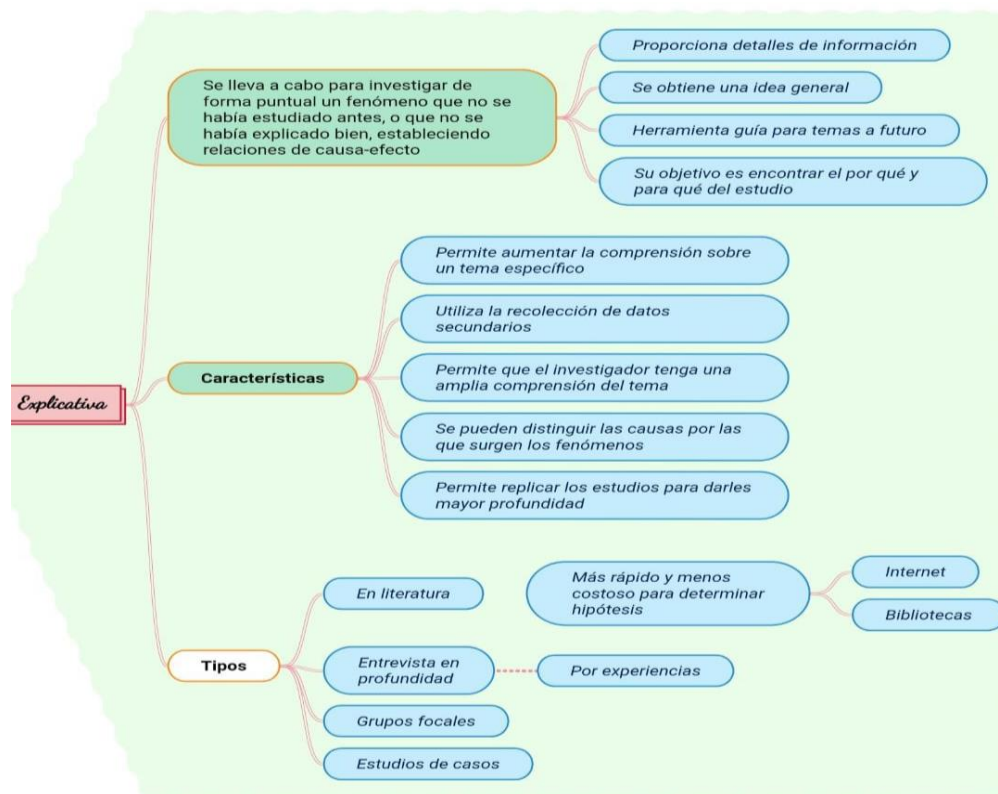 Explicativa
Se lleva a cabo para investigar de
forma puntual un fenómeno que no se
había estudiado antes, o que no se
había explicado bien, estableciendo
relaciones de causa-efecto
Proporciona detalles de información
Se obtiene una idea general
Herramienta guía para temas a futuro
Su objetivo es encontrar el por qué y
para qué del estudio
Características
Permite aumentar la comprensión sobre
un tema específico
Utiliza la recolección de datos
secundarios
Permite que el investigador tenga una
amplia comprensión del tema
Se pueden distinguir las causas por las
que surgen los fenómenos
Permite replicar los estudios para darles
mayor profundidad
Tipos
En literatura
Más rápido y menos
costoso para determinar
hipótesis
Internet
Bibliotecas
Entrevista en
profundidad
Por experiencias
Grupos focales
Estudios de casos